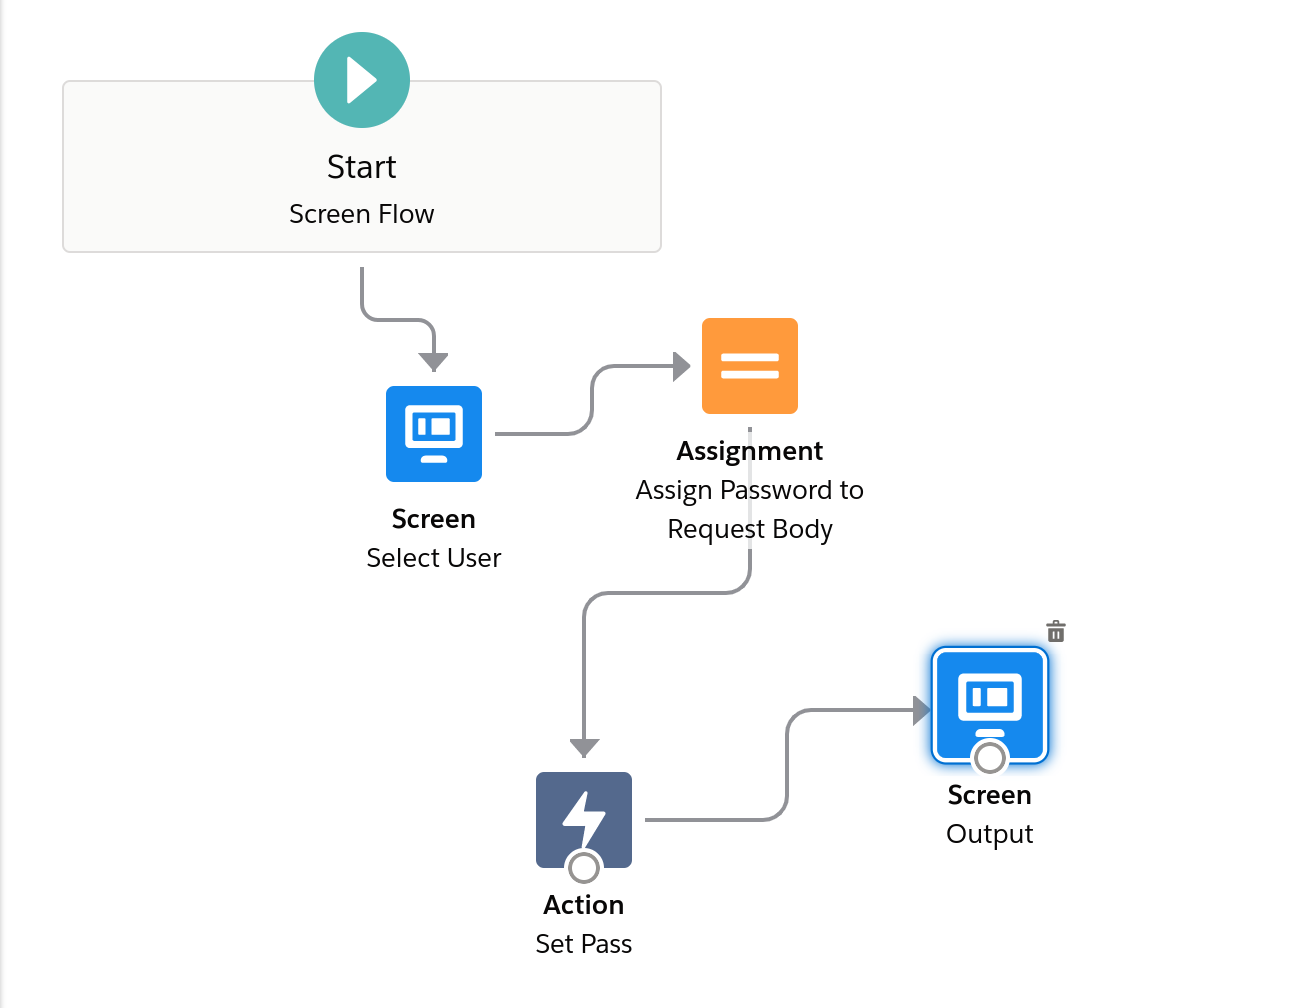 Start
Screen Flow
Screen
Select User
Assignment
Assign Password to
Request Body
Action
Set Pass
Screen
Output